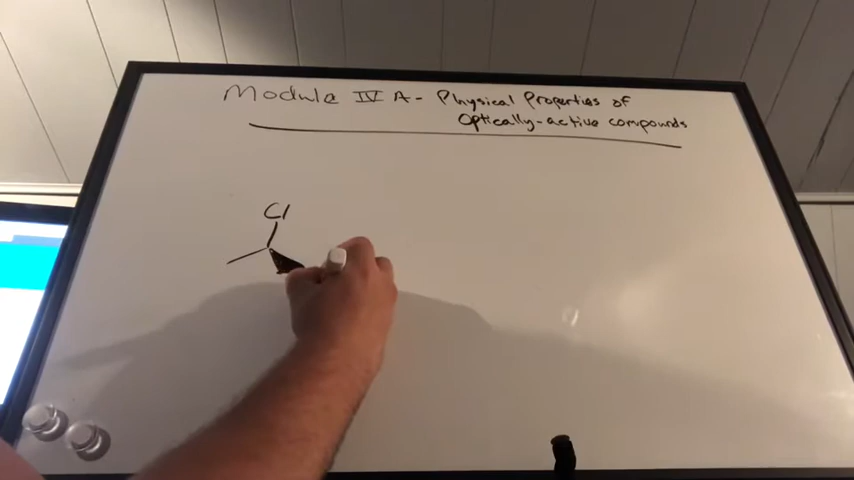 Module IV A- Physical Properties of
Optically-active compounds
Cl